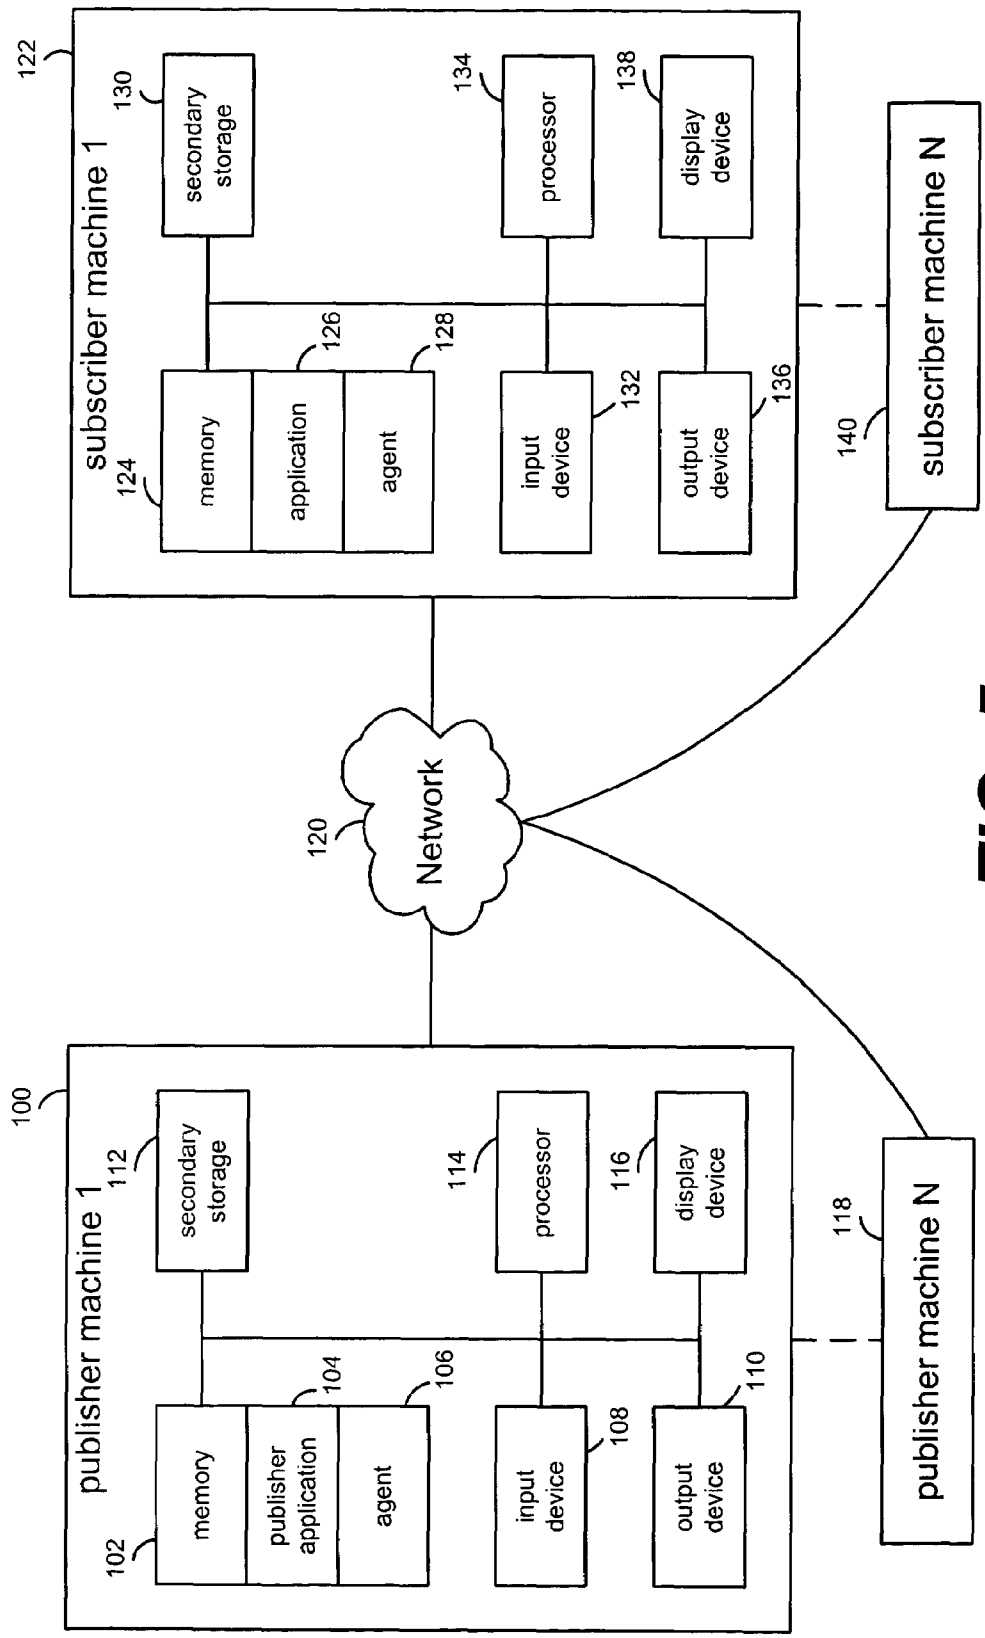 publisher machine 1
100
102
memory
publisher
application
104
agent
106
secondary
storage
112
input
device
108
processor
114
output
device
110
display
device
116
publisher machine N
118
Network
120
subscriber machine 1
122
124
memory
application
126
agent
128
secondary
storage
130
input
device
132
processor
134
output
device
136
display
device
138
subscriber machine N
140